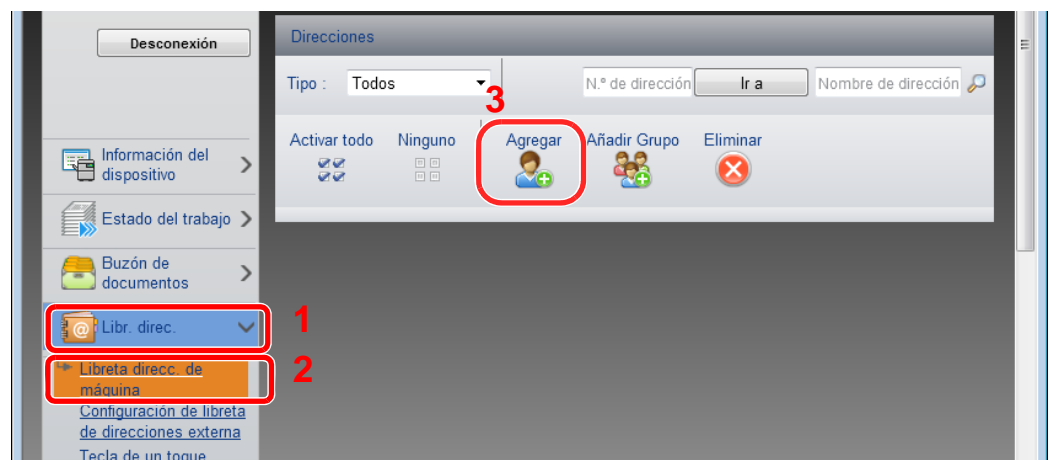 Desconexión
Direcciones
Tipo : Todos N.º de dirección Ir a Nombre de dirección
3
Activar todo Ninguno Agregar Añadir Grupo Eliminar
Información del
dispositivo
Estado del trabajo
Buzón de
documentos
Libr. direc.
1
Libreta direcc. de
máquina
2
Configuración de libreta
de direcciones externa
Tecla de un toque